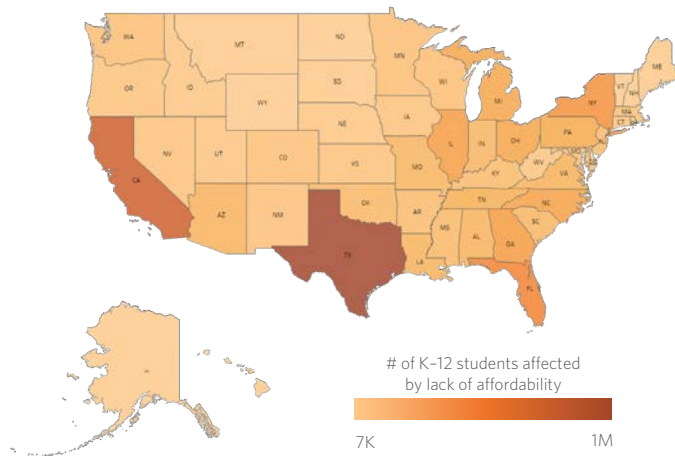 WA
MT
ND
MN
ME
OR
ID
SD
WI
VT
NH
WY
MI
NY
MA
CT
IA
NE
PA
NV
UT
CO
IL
IN
OH
WV
VA
CA
KS
MO
KY
AZ
NM
OK
AR
TN
NC
SC
MS
AL
GA
TX
LA
FL
# of K–12 students affected
by lack of affordability
7K 1M